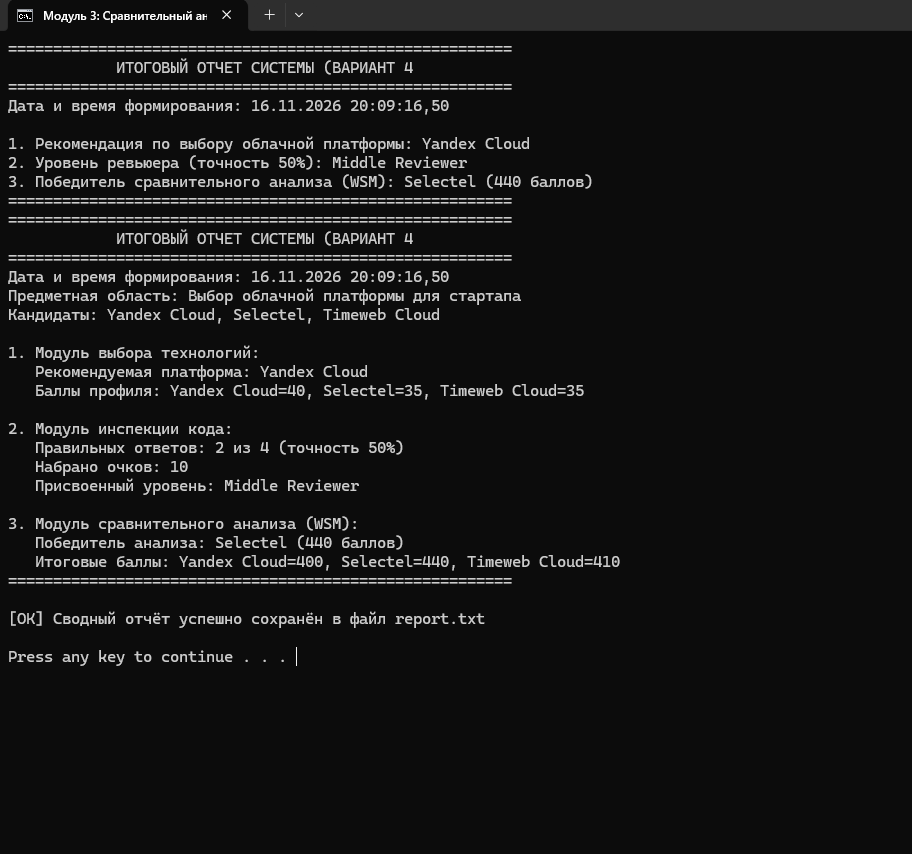 Модуль 3: Сравнительный ан
======================================================== 
ИТОГОВЫЙ ОТЧЕТ СИСТЕМЫ (ВАРИАНТ 4
========================================================
Дата и время формирования: 16.11.2026 20:09:16,50
1. Рекомендация по выбору облачной платформы: Yandex Cloud
2. Уровень ревьюера (точность 50%): Middle Reviewer
3. Победитель сравнительного анализа (WSM): Selectel (440 баллов)
========================================================
========================================================
ИТОГОВЫЙ ОТЧЕТ СИСТЕМЫ (ВАРИАНТ 4
========================================================
Дата и время формирования: 16.11.2026 20:09:16,50
Предметная область: Выбор облачной платформы для стартапа
Кандидаты: Yandex Cloud, Selectel, Timeweb Cloud
1. Модуль выбора технологий:
Рекомендуемая платформа: Yandex Cloud
Баллы профиля: Yandex Cloud=40, Selectel=35, Timeweb Cloud=35
2. Модуль инспекции кода:
Правильных ответов: 2 из 4 (точность 50%)
Набрано очков: 10
Присвоенный уровень: Middle Reviewer
3. Модуль сравнительного анализа (WSM):
Победитель анализа: Selectel (440 баллов)
Итоговые баллы: Yandex Cloud=400, Selectel=440, Timeweb Cloud=410
========================================================
[OK] Сводный отчёт успешно сохранён в файл report.txt
Press any key to continue . . .